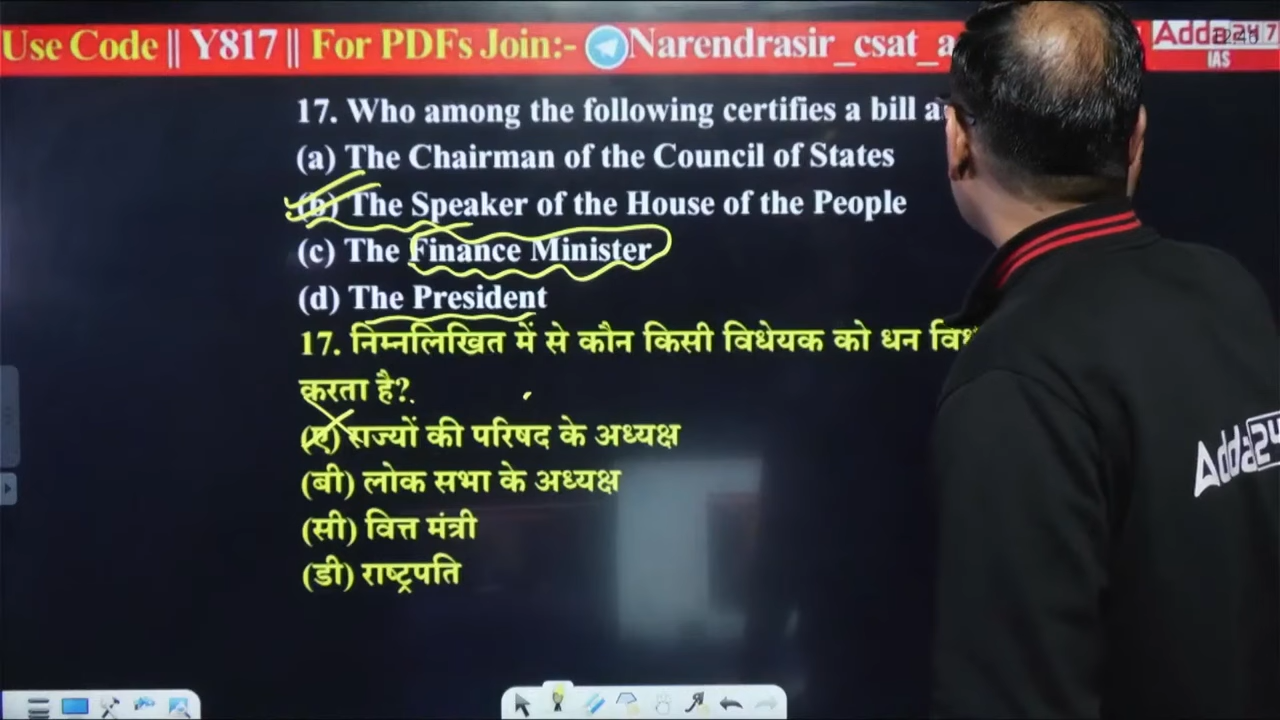 Use Code || Y817 || For PDFs Join:- Narendrasir_csat_a
Adda247
IAS
17. Who among the following certifies a bill
(a) The Chairman of the Council of States
(b) The Speaker of the House of the People
(c) The Finance Minister
(d) The President
17. निम्नलिखित में से कौन किसी विधेयक को धन
करता है?
(ए) राज्यों की परिषद के अध्यक्ष
(बी) लोक सभा के अध्यक्ष
(सी) वित्त मंत्री
(डी) राष्ट्रपति
Adda24